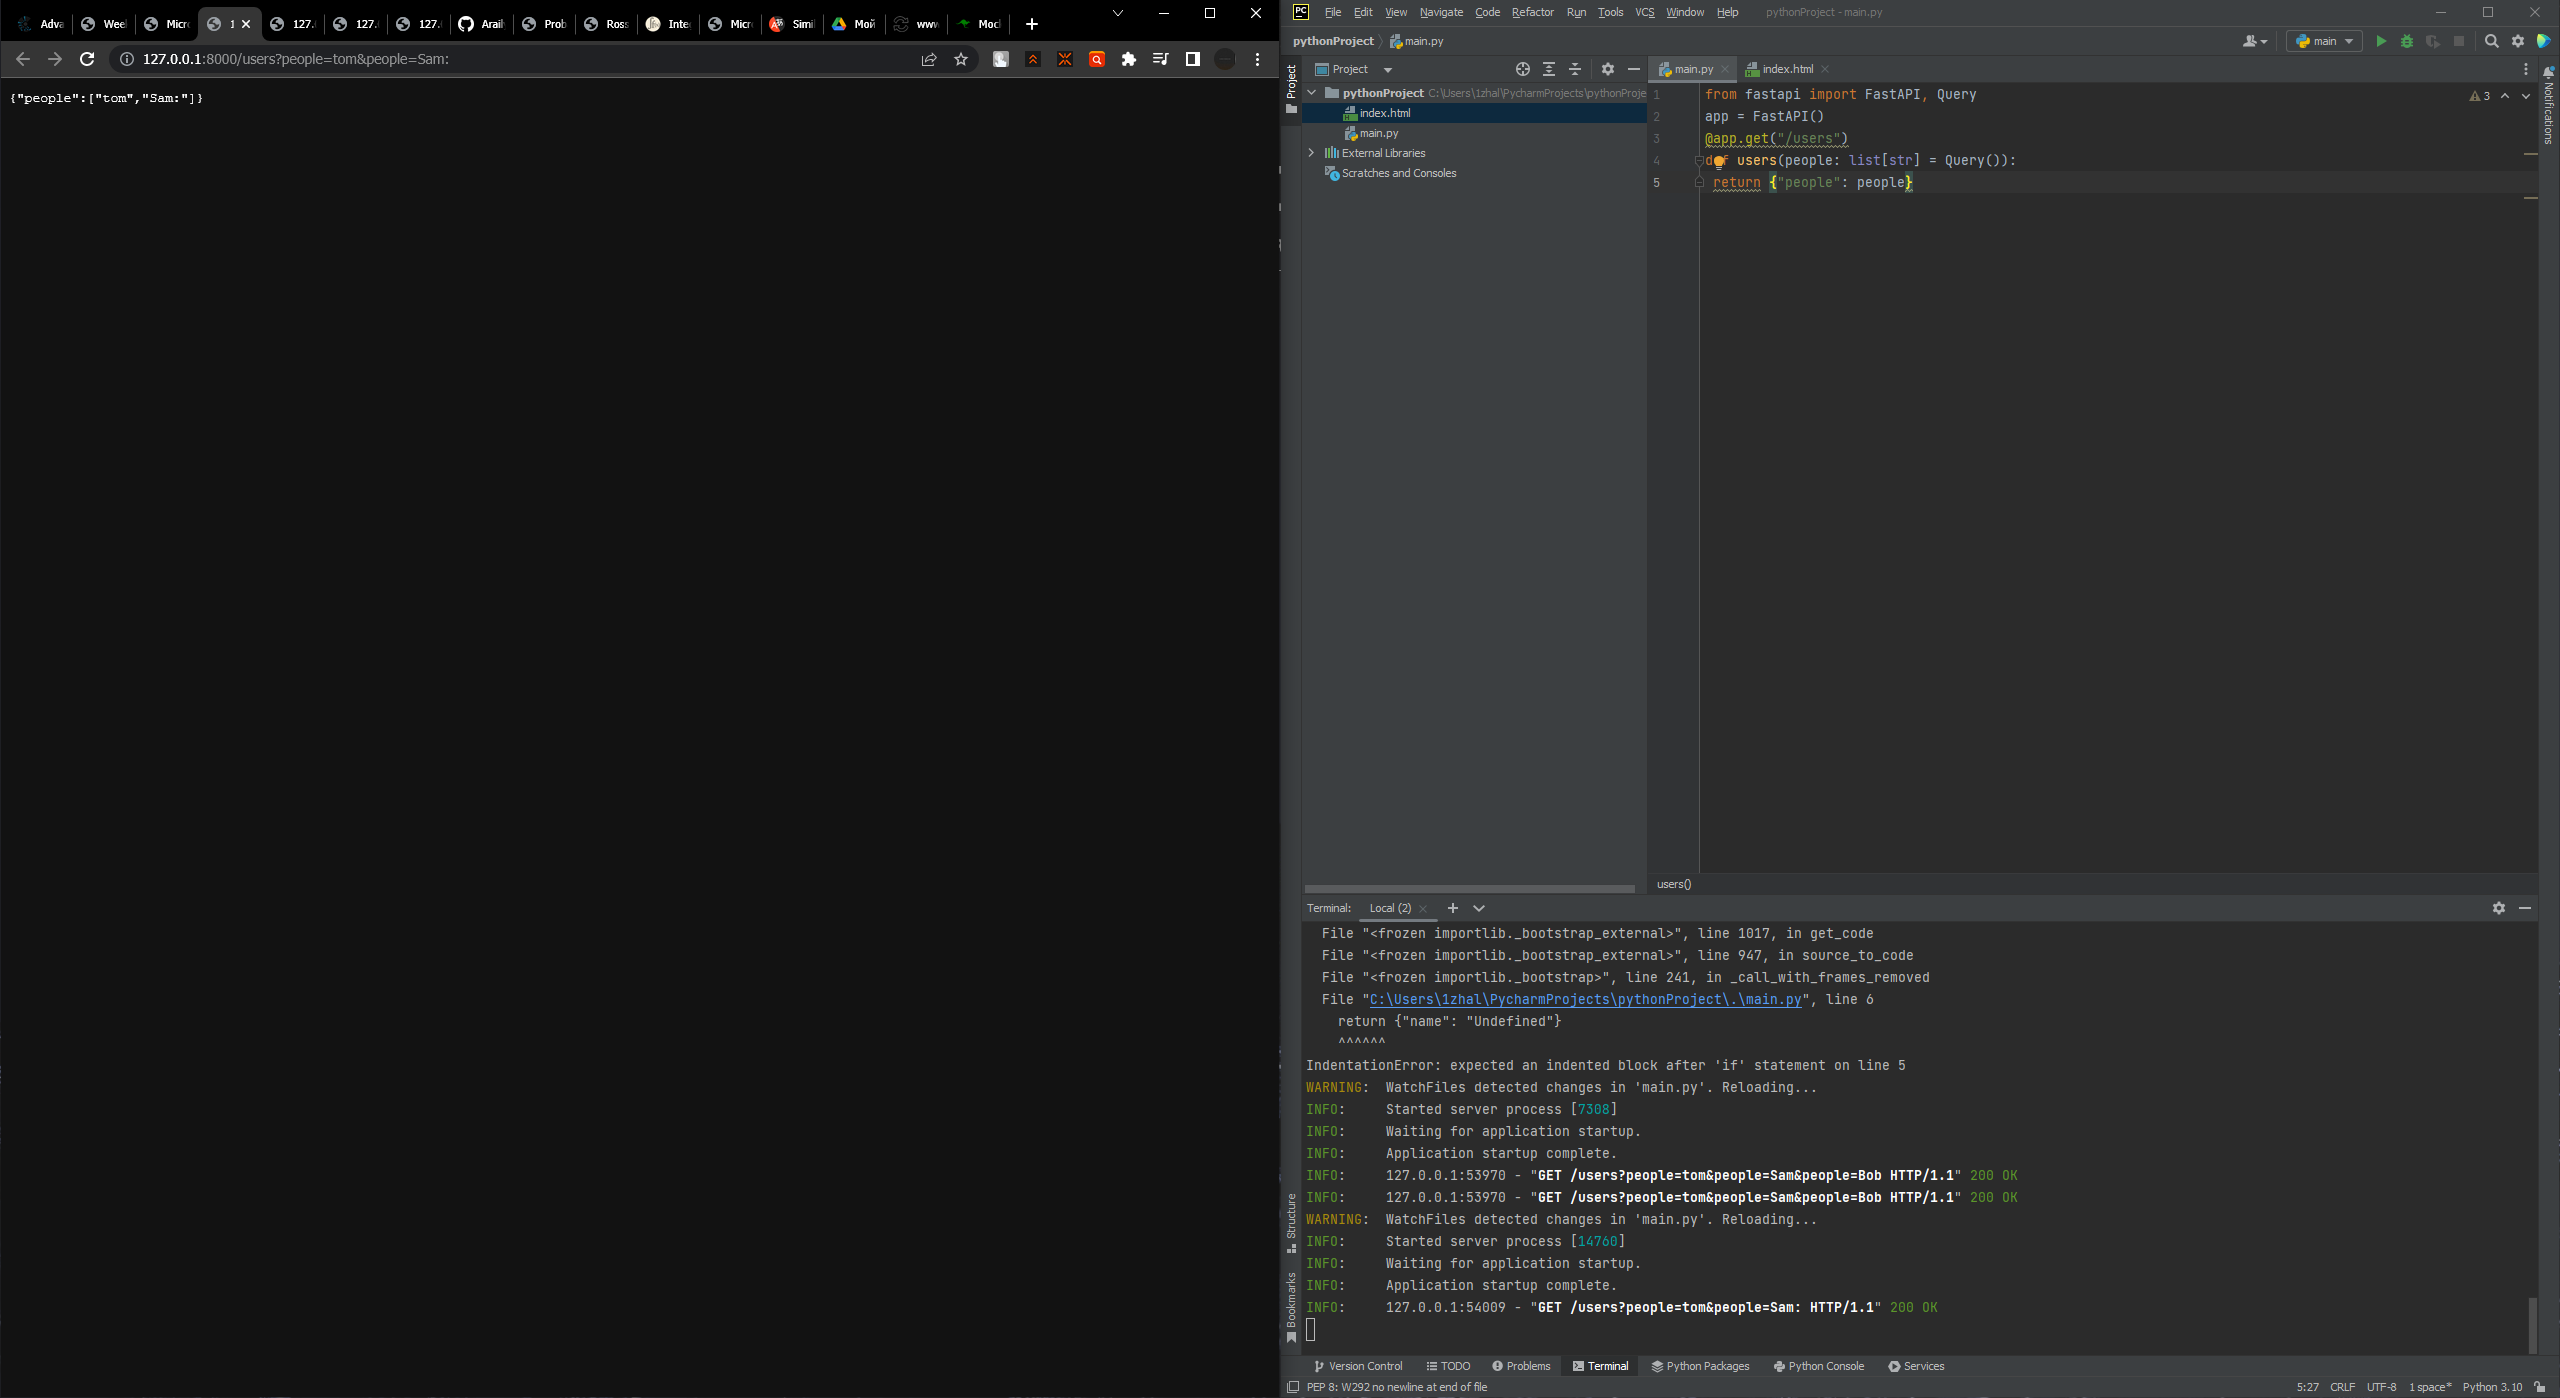 Adva
Weel
Micro
1
127.
127.
127.
Arail
Prob
Ross
Inte
Micro
Simil
Мой
www
Mocl
127.0.0.1:8000/users?people=tom&people=Sam:
{"people":["tom","Sam:"]}
PC File Edit View Navigate Code Refactor Run Tools VCS Window Help pythonProject - main.py
pythonProject main.py
main
Project
Project
main.py
index.html
pythonProject C:\Users\1zhal\PycharmProjects\pythonProje
index.html
main.py
External Libraries
Scratches and Consoles
1 from fastapi import FastAPI, Query
2 app = FastAPI()
3 @app.get("/users")
4 def users(people: list[str] = Query()):
5 return {"people": people}
3
Notifications
users()
Terminal: Local (2)
File "<frozen importlib._bootstrap_external>", line 1017, in get_code
File "<frozen importlib._bootstrap_external>", line 947, in source_to_code
File "<frozen importlib._bootstrap>", line 241, in _call_with_frames_removed
File "C:\Users\1zhal\PycharmProjects\pythonProject\.\main.py", line 6
return {"name": "Undefined"}
^^^^^^
IndentationError: expected an indented block after 'if' statement on line 5
WARNING: WatchFiles detected changes in 'main.py'. Reloading...
INFO: Started server process [7308]
INFO: Waiting for application startup.
INFO: Application startup complete.
INFO: 127.0.0.1:53970 - "GET /users?people=tom&people=Sam&people=Bob HTTP/1.1" 200 OK
INFO: 127.0.0.1:53970 - "GET /users?people=tom&people=Sam&people=Bob HTTP/1.1" 200 OK
WARNING: WatchFiles detected changes in 'main.py'. Reloading...
INFO: Started server process [14760]
INFO: Waiting for application startup.
INFO: Application startup complete.
INFO: 127.0.0.1:54009 - "GET /users?people=tom&people=Sam: HTTP/1.1" 200 OK
Structure
Bookmarks
Version Control TODO Problems Terminal Python Packages Python Console Services
PEP 8: W292 no newline at end of file
5:27 CRLF UTF-8 1 space* Python 3.10